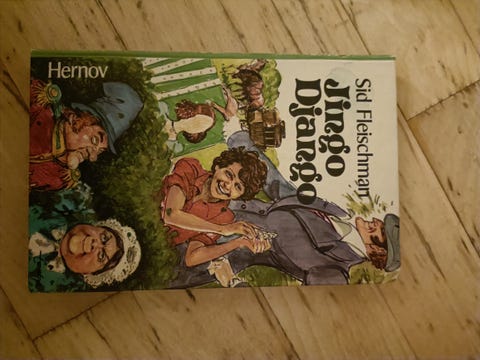 Sid Fleischman
Jingo
Django
Hernov